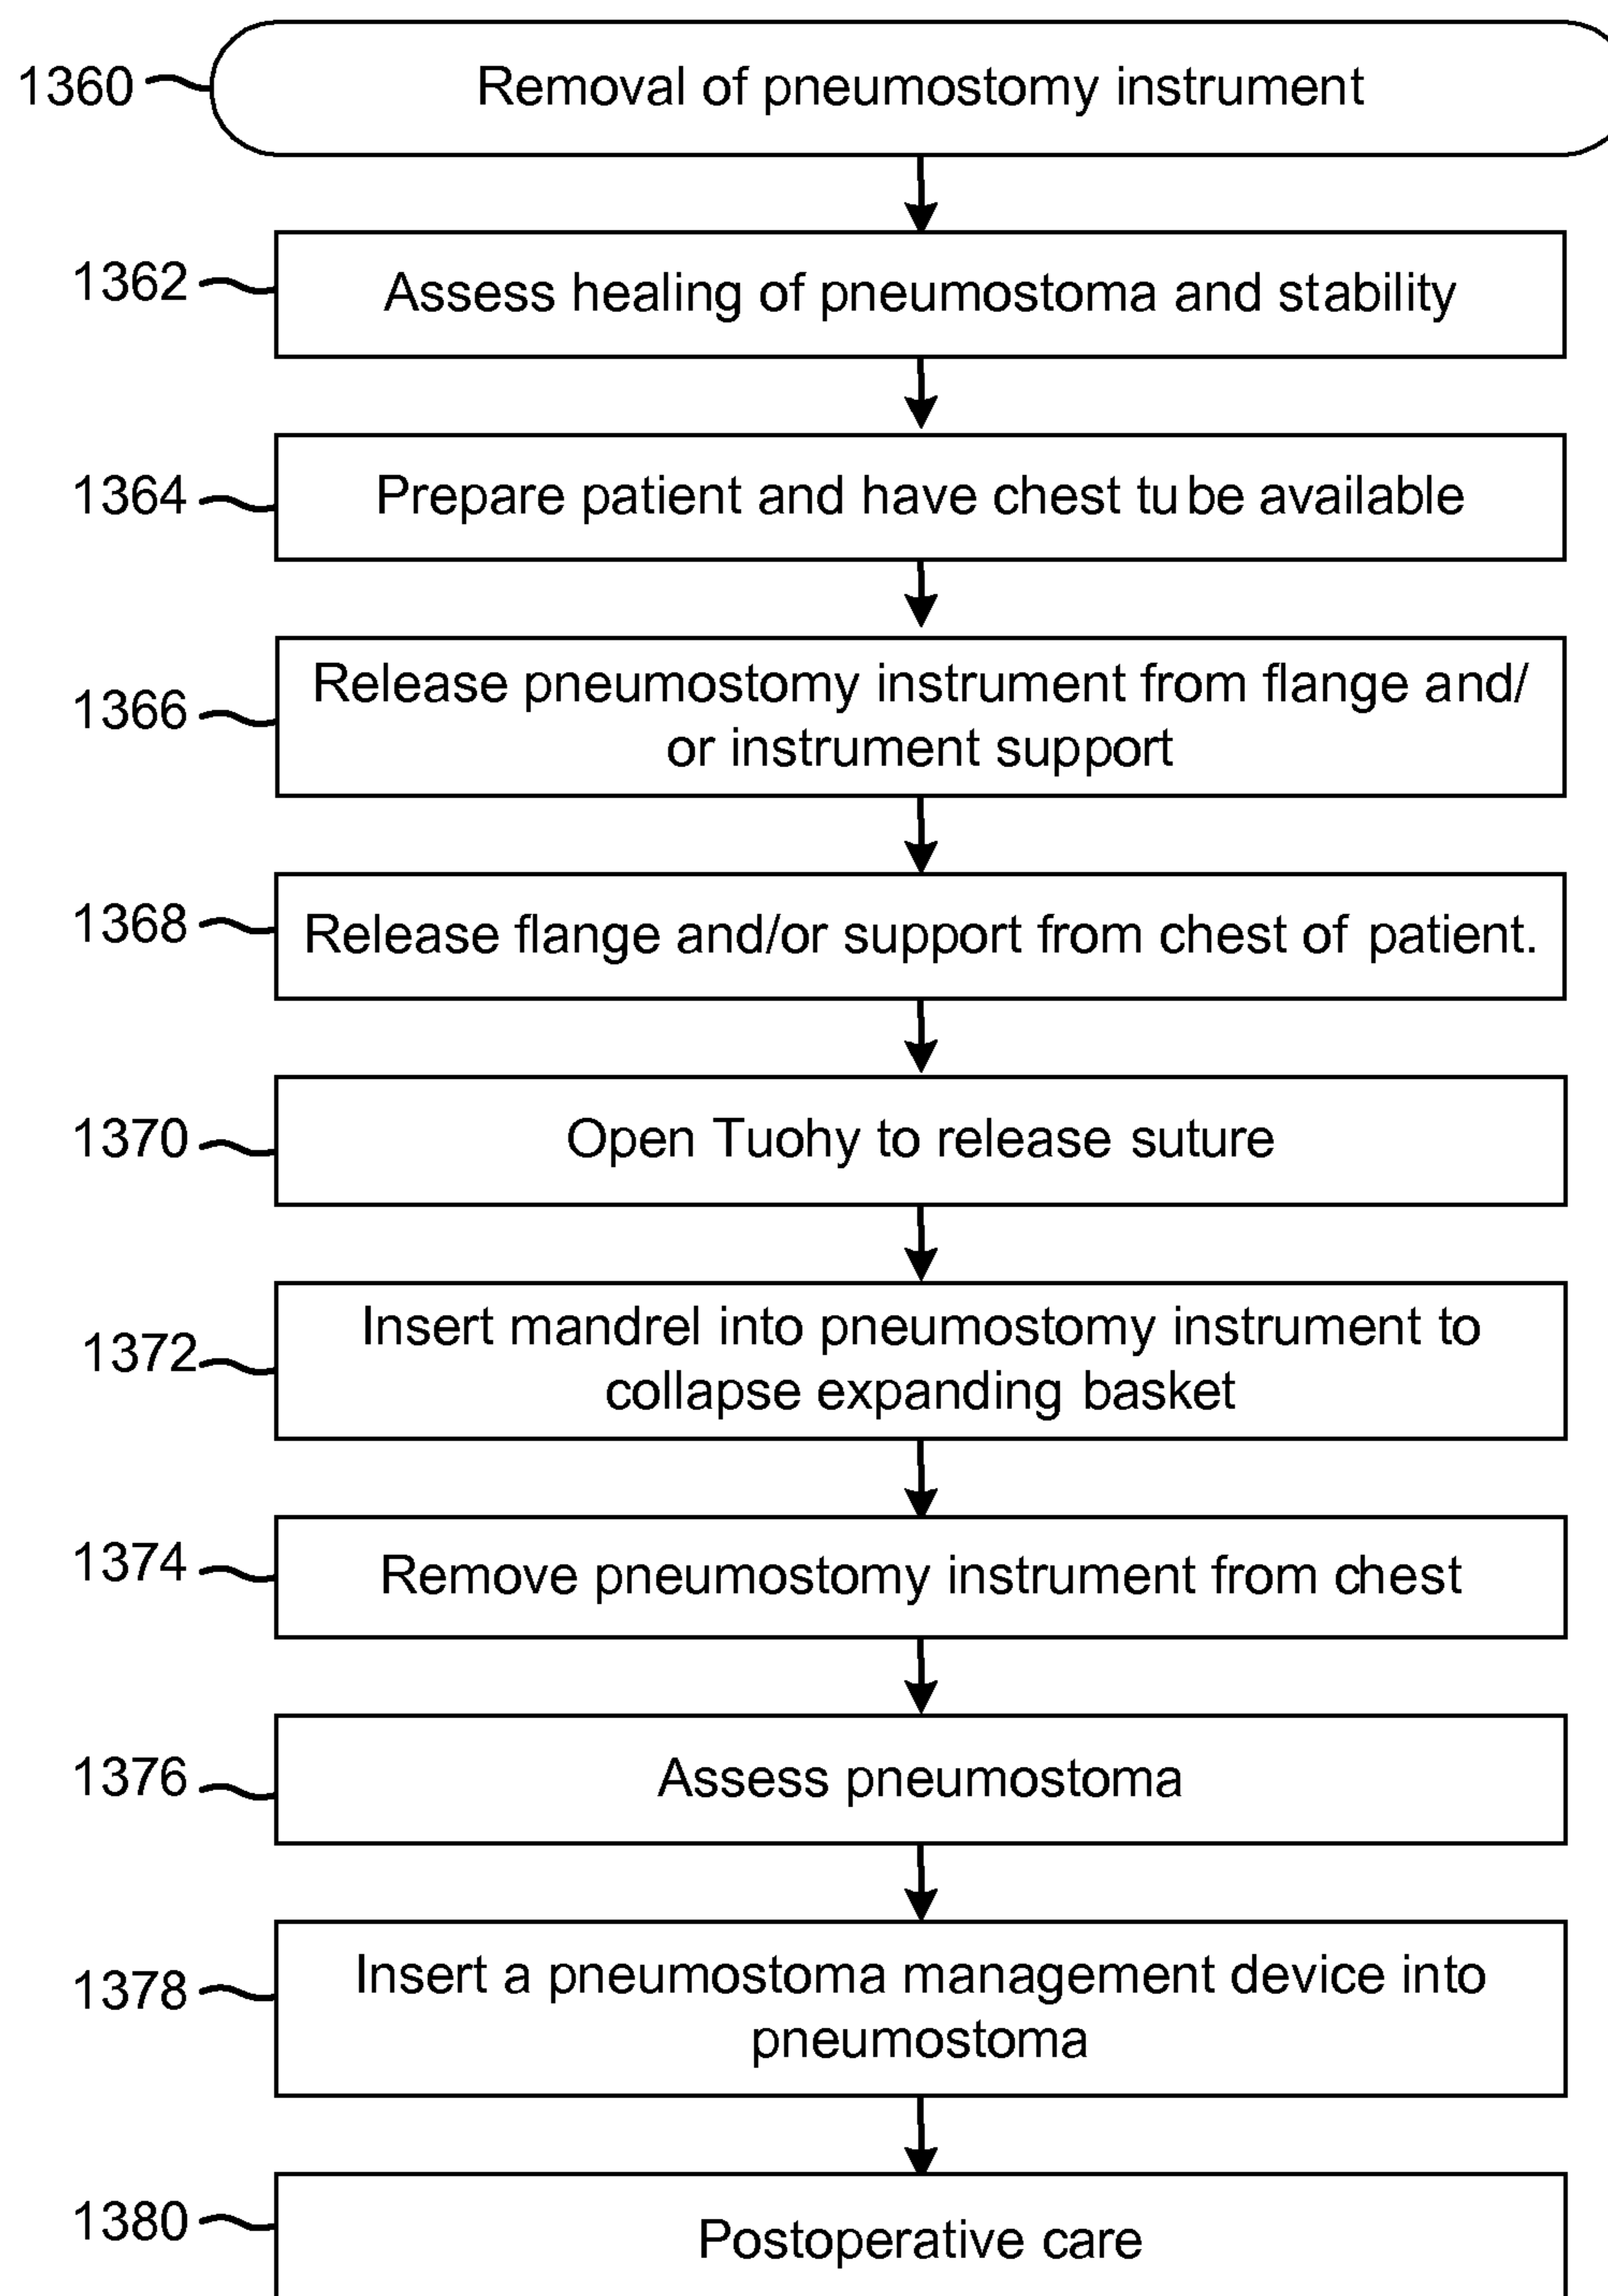 1360
Removal of pneumostomy instrument
1362
Assess healing of pneumostoma and stability
1364
Prepare patient and have chest tube available
1366
Release pneumostomy instrument from flange and/
or instrument support
1368
Release flange and/or support from chest of patient.
1370
Open Tuohy to release suture
1372
Insert mandrel into pneumostomy instrument to
collapse expanding basket
1374
Remove pneumostomy instrument from chest
1376
Assess pneumostoma
1378
Insert a pneumostoma management device into
pneumostoma
1380
Postoperative care